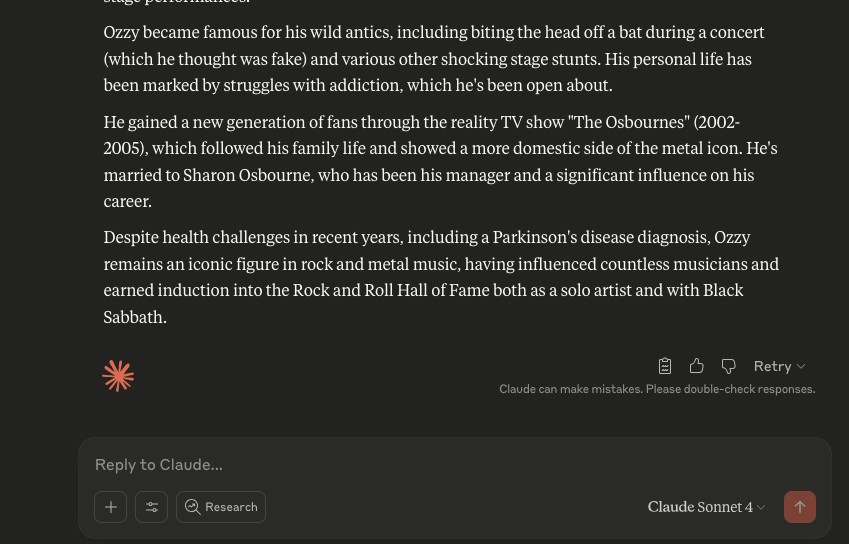 stage performances.
Ozzy became famous for his wild antics, including biting the head off a bat during a concert
(which he thought was fake) and various other shocking stage stunts. His personal life has
been marked by struggles with addiction, which he's been open about.
He gained a new generation of fans through the reality TV show "The Osbournes" (2002-
2005), which followed his family life and showed a more domestic side of the metal icon. He's
married to Sharon Osbourne, who has been his manager and a significant influence on his
career.
Despite health challenges in recent years, including a Parkinson's disease diagnosis, Ozzy
remains an iconic figure in rock and metal music, having influenced countless musicians and
earned induction into the Rock and Roll Hall of Fame both as a solo artist and with Black
Sabbath.
Retry
Claude can make mistakes. Please double-check responses.
Reply to Claude...
Research
Claude Sonnet 4